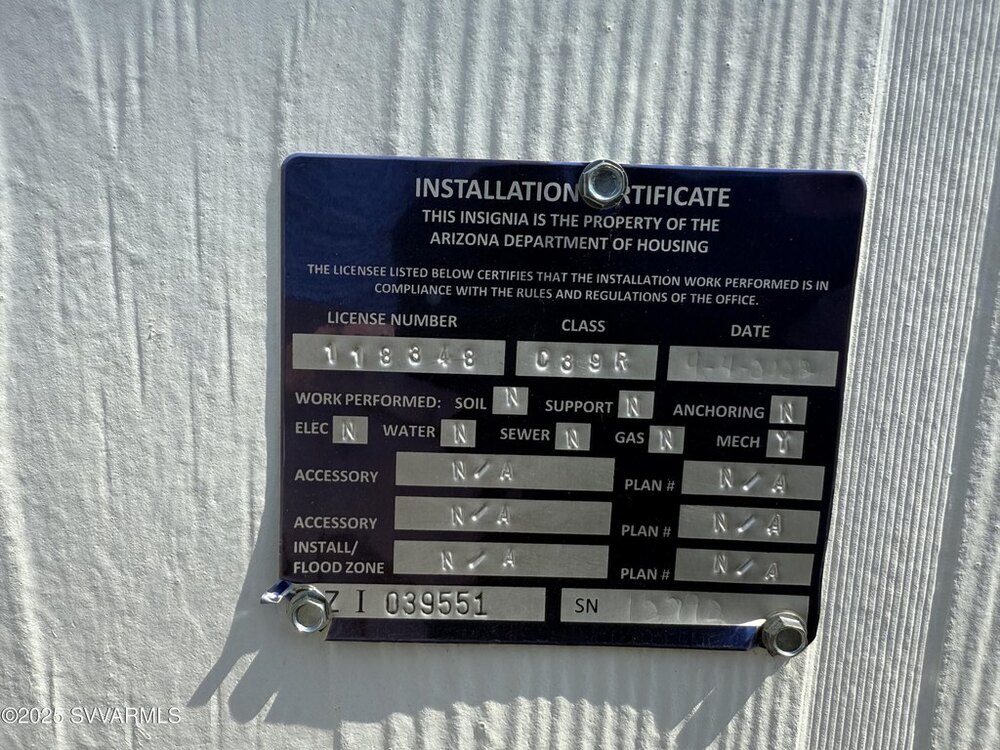 INSTALLATION
THIS INSIGNIA IS THE PROPERTY OF THE
ARIZONA DEPARTMENT OF HOUSING
THE LICENSEE LISTED BELOW CERTIFIES THAT THE INSTALLATION WORK PERFORMED IS IN
COMPLIANCE WITH THE RULES AND REGULATIONS OF THE OFFICE.
LICENSE NUMBER CLASS DATE
118348 C39R
WORK PERFORMED: SOIL N SUPPORT N ANCHORING N
ELEC N WATER N SEWER N GAS N MECH Y
ACCESSORY N/A PLAN # N/A
ACCESSORY N/A PLAN # N/A
INSTALL/
FLOOD ZONE N/A PLAN # N/A
Z I 039551 SN
©2025 SVVARMLS